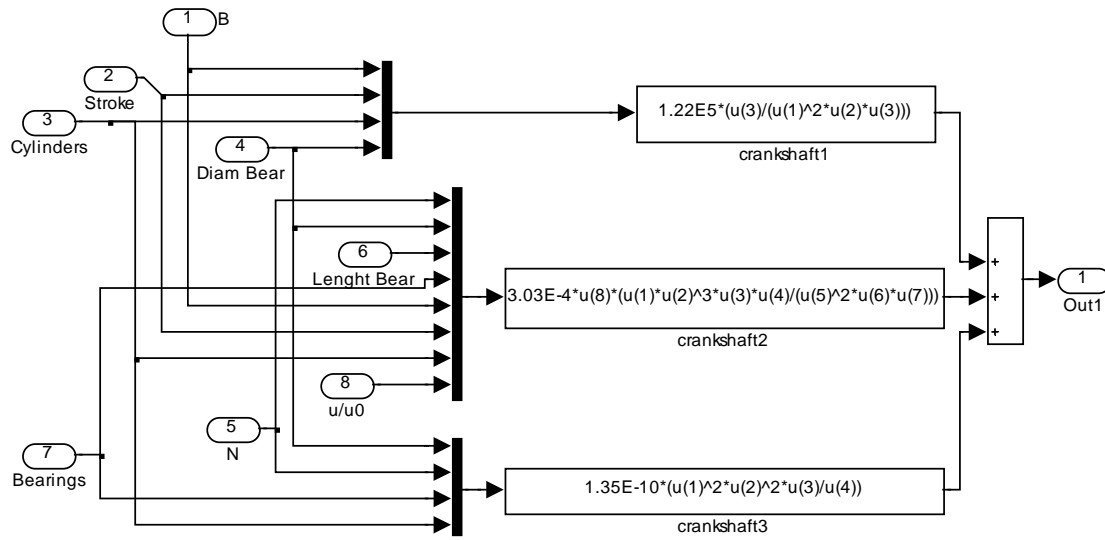 1
B
2
Stroke
3
Cylinders
4
Diam Bear
1.22E5*(u(3)/(u(1)^2*u(2)*u(3)))
crankshaft1
6
Lenght Bear
3.03E-4*u(8)*(u(1)*u(2)^3*u(3)*u(4)/(u(5)^2*u(6)*u(7)))
crankshaft2
+
+
+
1
Out1
8
u/u0
5
N
7
Bearings
1.35E-10*(u(1)^2*u(2)^2*u(3)/u(4))
crankshaft3